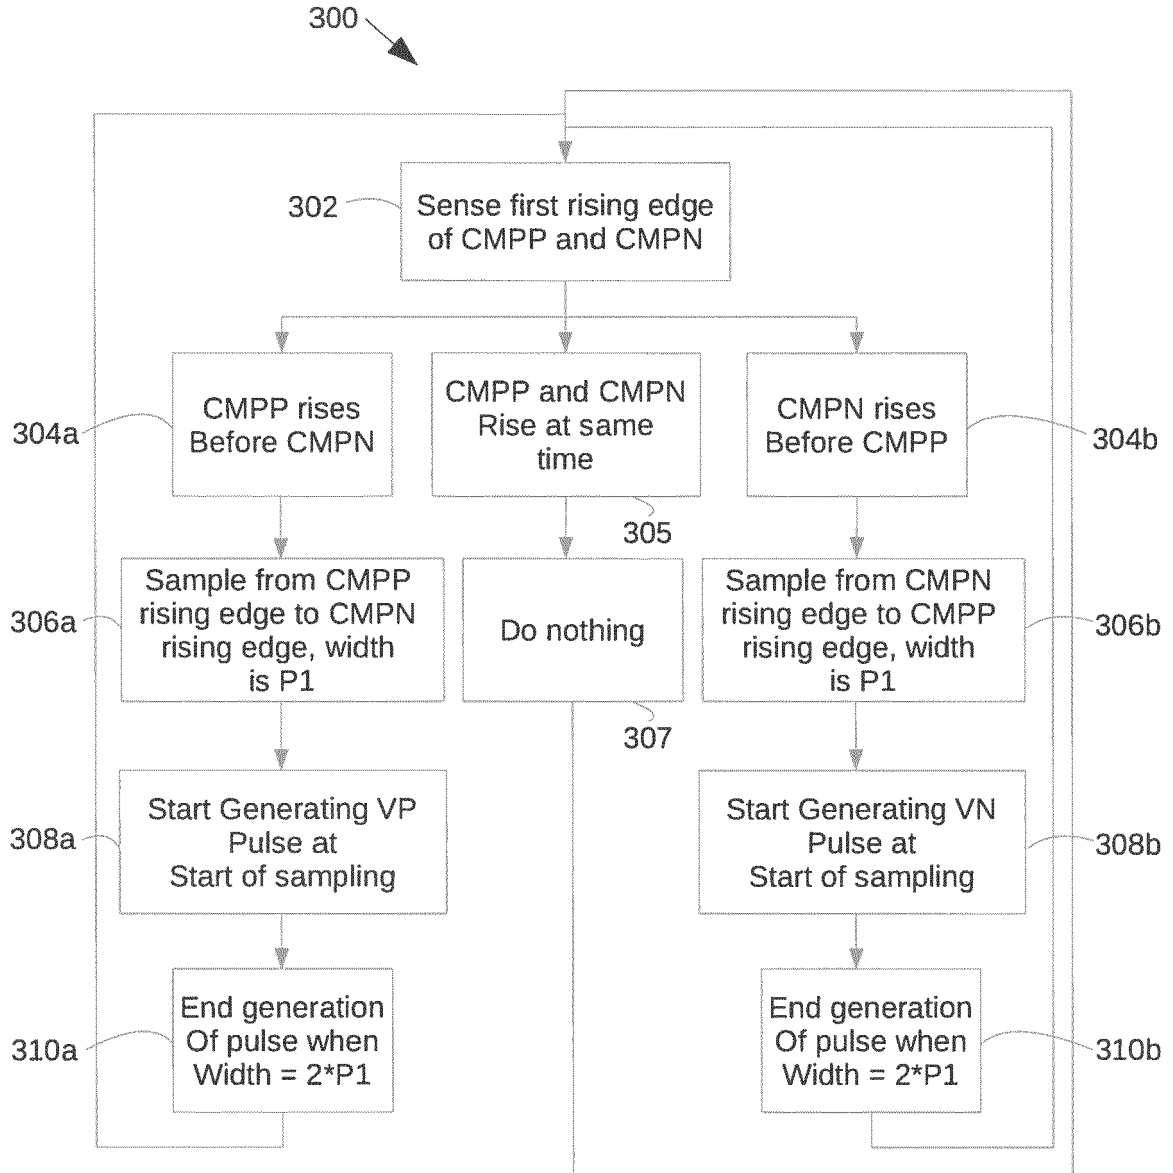 300
302
Sense first rising edge
of CMPP and CMPN
304a
CMPP rises
Before CMPN
CMPP and CMPN
Rise at same
time
305
CMPN rises
Before CMPP
304b
306a
Sample from CMPP
rising edge to CMPN
rising edge, width
is P1
Do nothing
307
Sample from CMPN
rising edge to CMPP
rising edge, width
is P1
306b
308a
Start Generating VP
Pulse at
Start of sampling
Start Generating VN
Pulse at
Start of sampling
308b
310a
End generation
Of pulse when
Width = 2*P1
End generation
Of pulse when
Width = 2*P1
310b